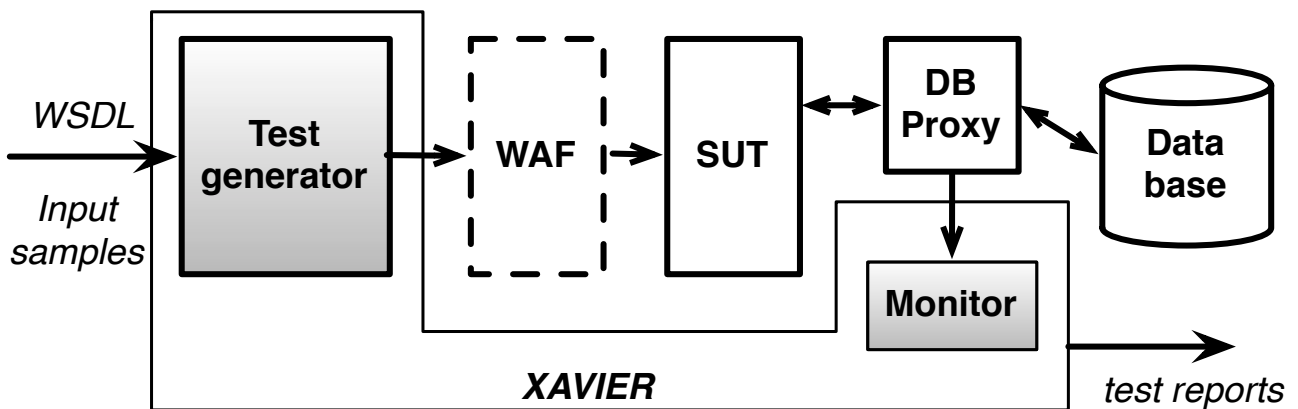 WSDL
Input
samples
Test
generator
WAF
SUT
DB
Proxy
Data
base
Monitor
XAVIER
test reports